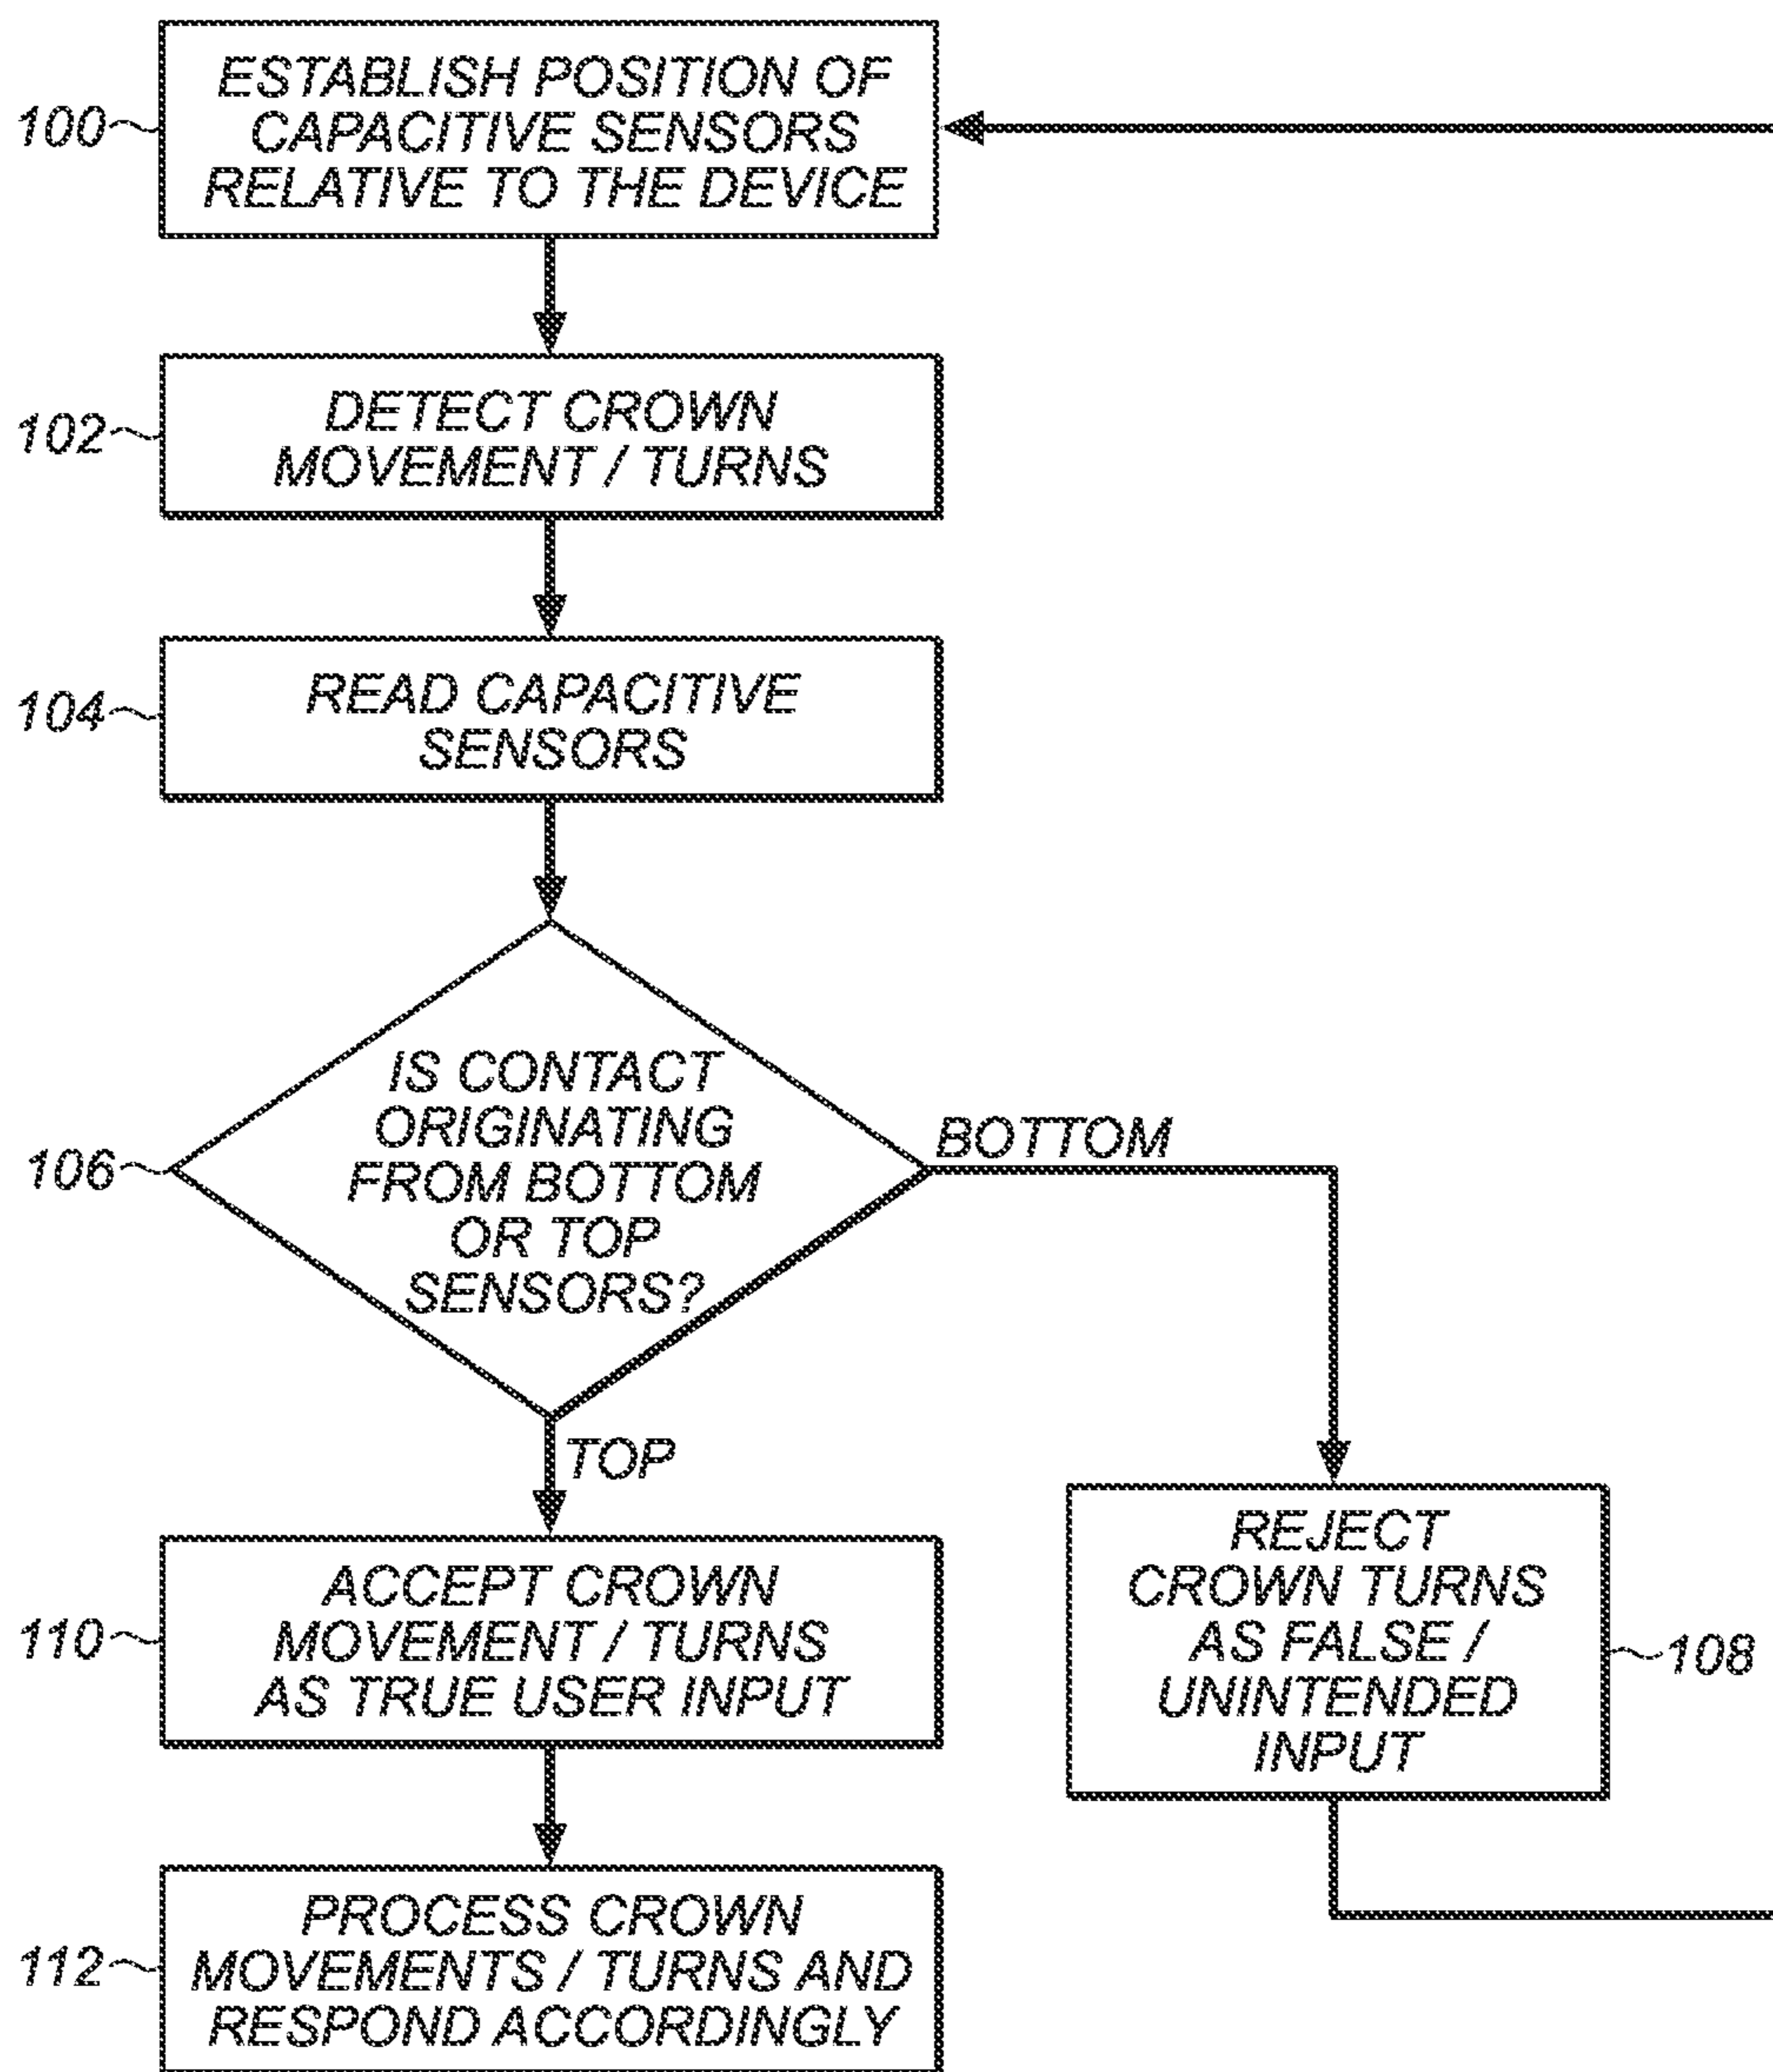 100
ESTABLISH POSITION OF
CAPACITIVE SENSORS
RELATIVE TO THE DEVICE
102
DETECT CROWN
MOVEMENT / TURNS
104
READ CAPACITIVE
SENSORS
106
IS CONTACT
ORIGINATING
FROM BOTTOM
OR TOP
SENSORS?
BOTTOM
TOP
REJECT
CROWN TURNS
AS FALSE /
UNINTENDED
INPUT
108
110
ACCEPT CROWN
MOVEMENT / TURNS
AS TRUE USER INPUT
112
PROCESS CROWN
MOVEMENTS / TURNS AND
RESPOND ACCORDINGLY